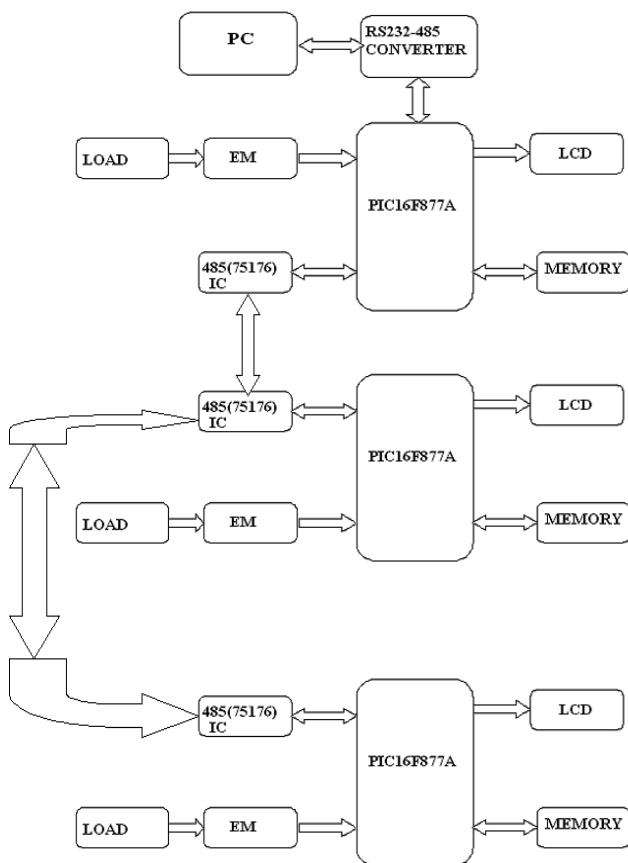 PC
RS232-485
CONVERTER
LOAD
EM
PIC16F877A
LCD
485(75176)
IC
MEMORY
485(75176)
IC
PIC16F877A
LCD
LOAD
EM
MEMORY
485(75176)
IC
PIC16F877A
LCD
LOAD
EM
MEMORY